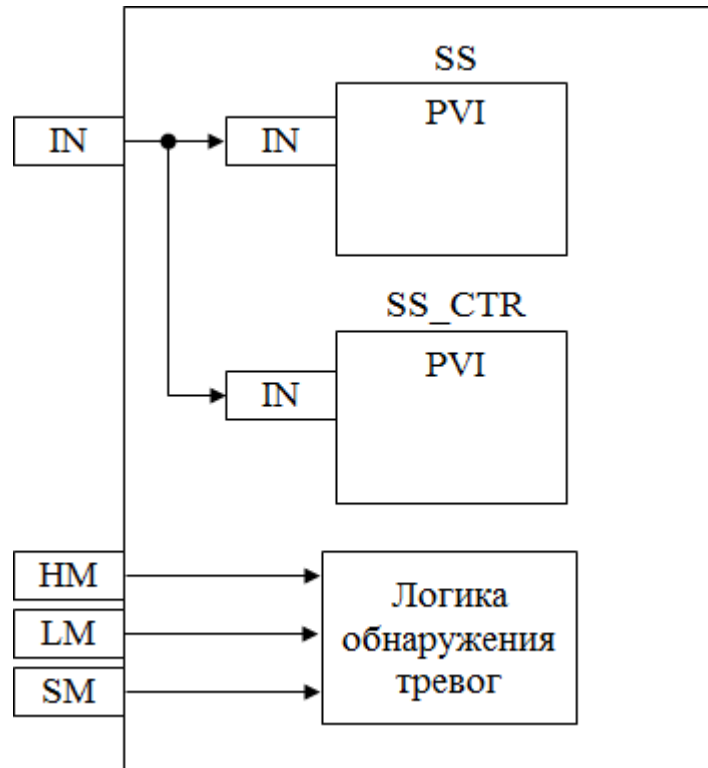 SS
PVI
IN
IN
SS_CTR
PVI
IN
HM
LM
SM
Логика
обнаружения
тревог